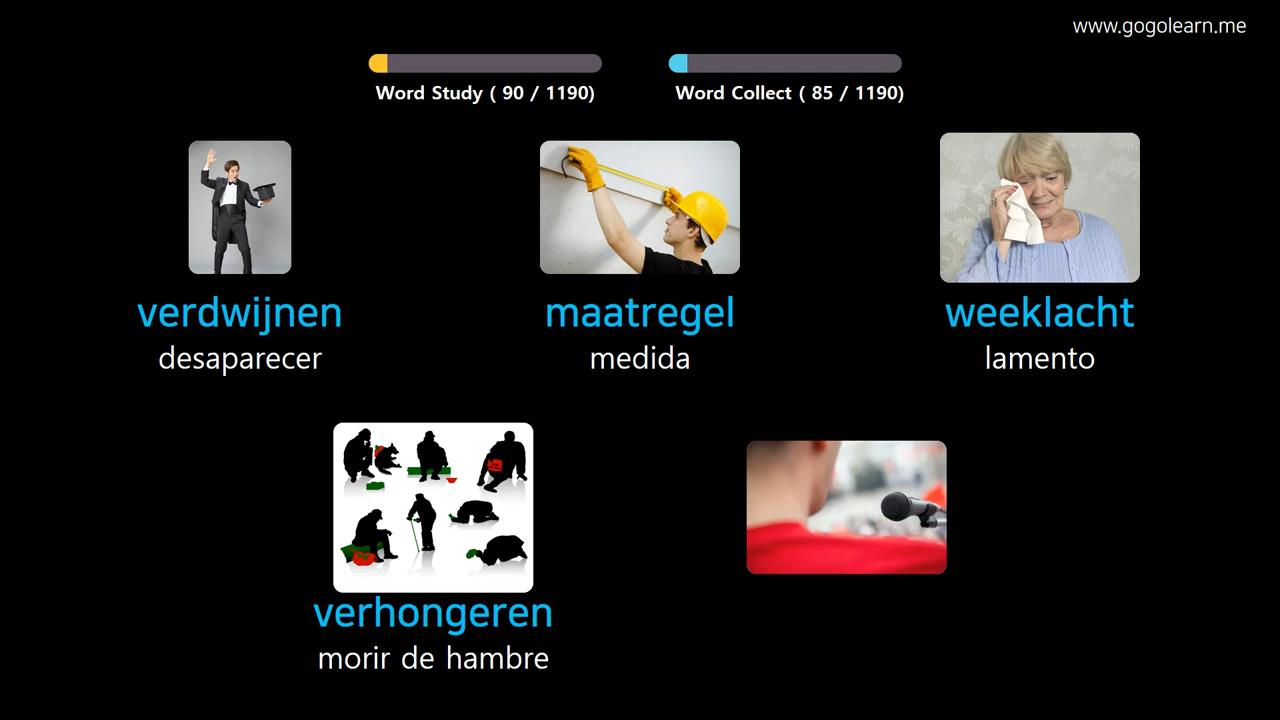 www.gogolearn.me
Word Study ( 90 / 1190)
Word Collect ( 85 / 1190)
verdwijnen
desaparecer
maatregel
medida
weeklacht
lamento
verhongeren
morir de hambre